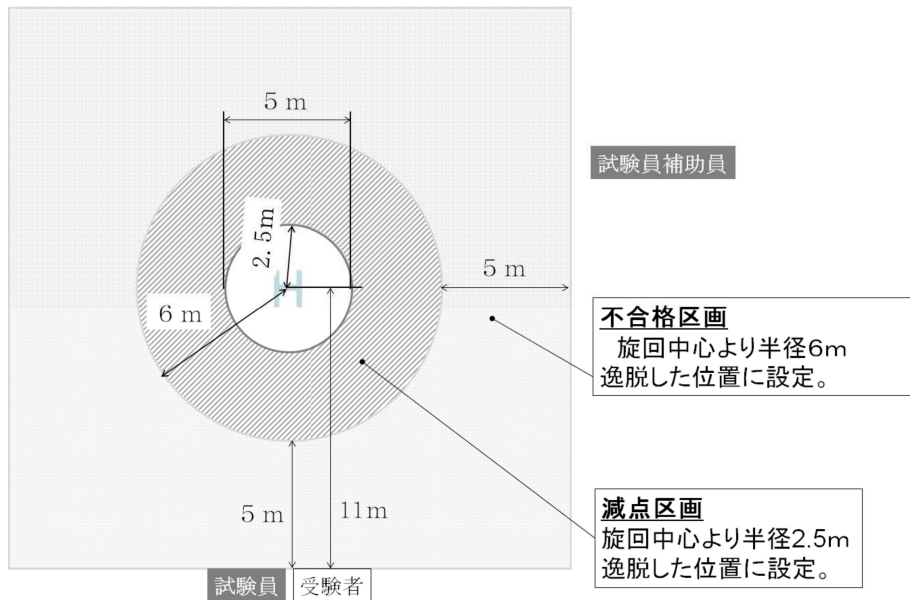 5 m
試験員補助員
2. 5m
H
5 m
6 m
不合格区画
旋回中心より半径6m
逸脱した位置に設定。
5 m
11m
減点区画
旋回中心より半径2.5m
逸脱した位置に設定。
試験員
受験者